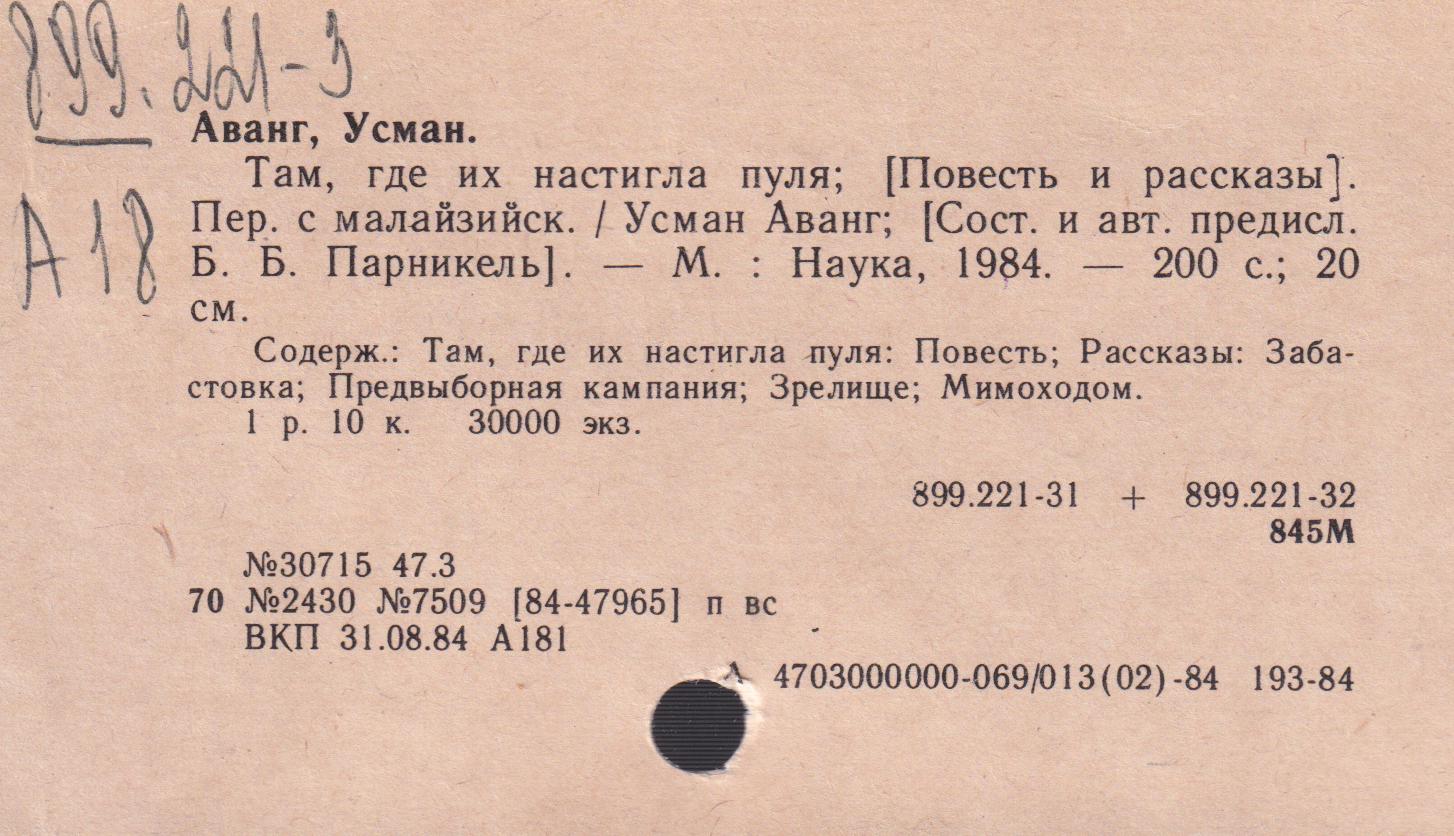 899.221-3
Аванг, Усман.
Там, где их настигла пуля; [Повесть и рассказы].
А18
Пер. с малайзийск. / Усман Аванг; [Сост. и авт. предисл.
Б. Б. Парникель]. — М. : Наука, 1984. — 200 с.; 20
см.
Содерж.: Там, где их настигла пуля: Повесть; Рассказы: Заба-
стовка; Предвыборная кампания; Зрелище; Мимоходом.
1 р. 10 к. 30000 экз.
899.221-31 + 899.221-32
845М
№30715 47.3
70 №2430 №7509 [84-47965] п вс
ВКП 31.08.84 А181
А 4703000000-069/013(02)-84 193-84